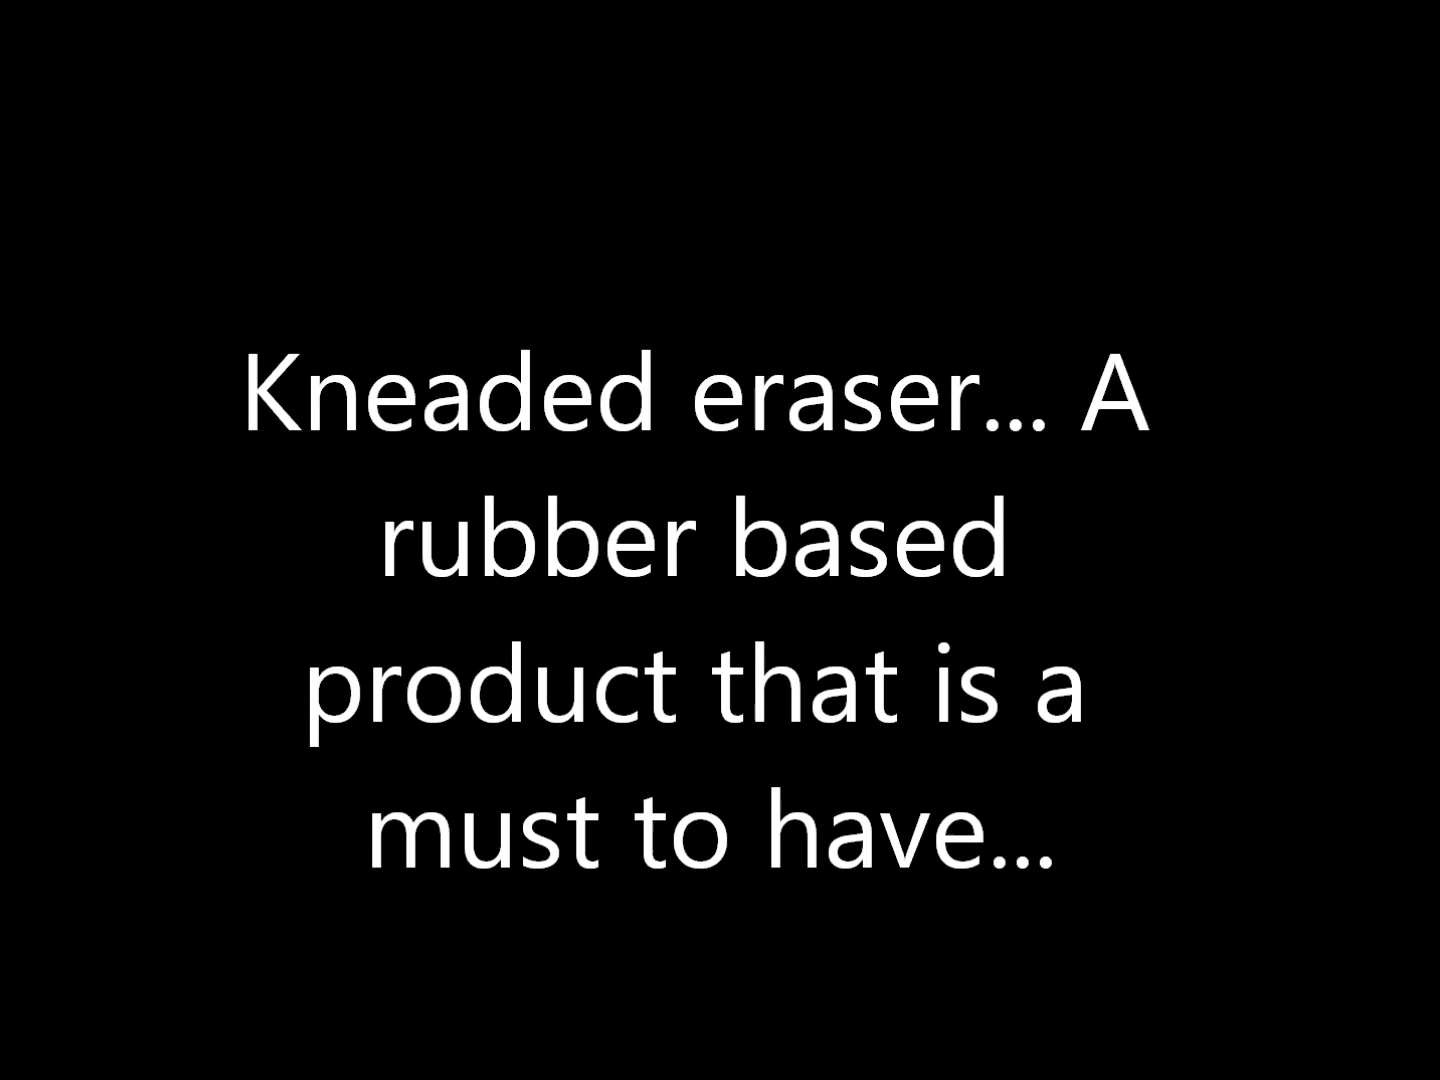 Kneaded eraser... A
rubber based
product that is a
must to have...